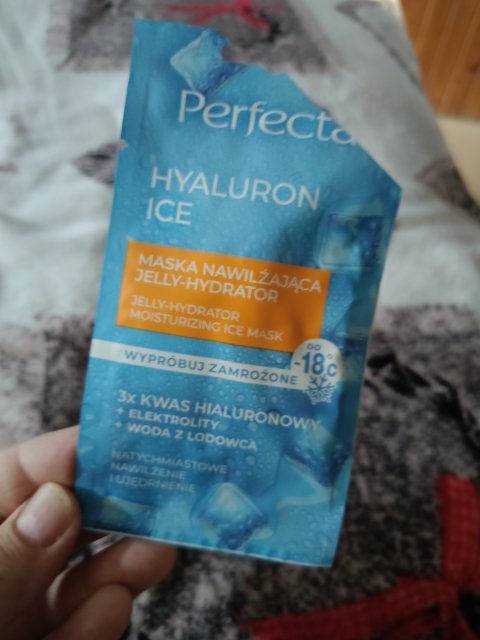 Perfecta
HYALURON
ICE
MASKA NAWILŻAJĄCA
JELLY-HYDRATOR
JELLY-HYDRATOR
MOISTURIZING ICE MASK
WYPRÓBUJ ZAMROŻONE
DO
-18°C
3x KWAS HIALURONOWY
+ ELEKTROLITY
+ WODA Z LODOWCA
NATYCHMIASTOWE
NAWILŻENIE
I UJĘDRNIENIE